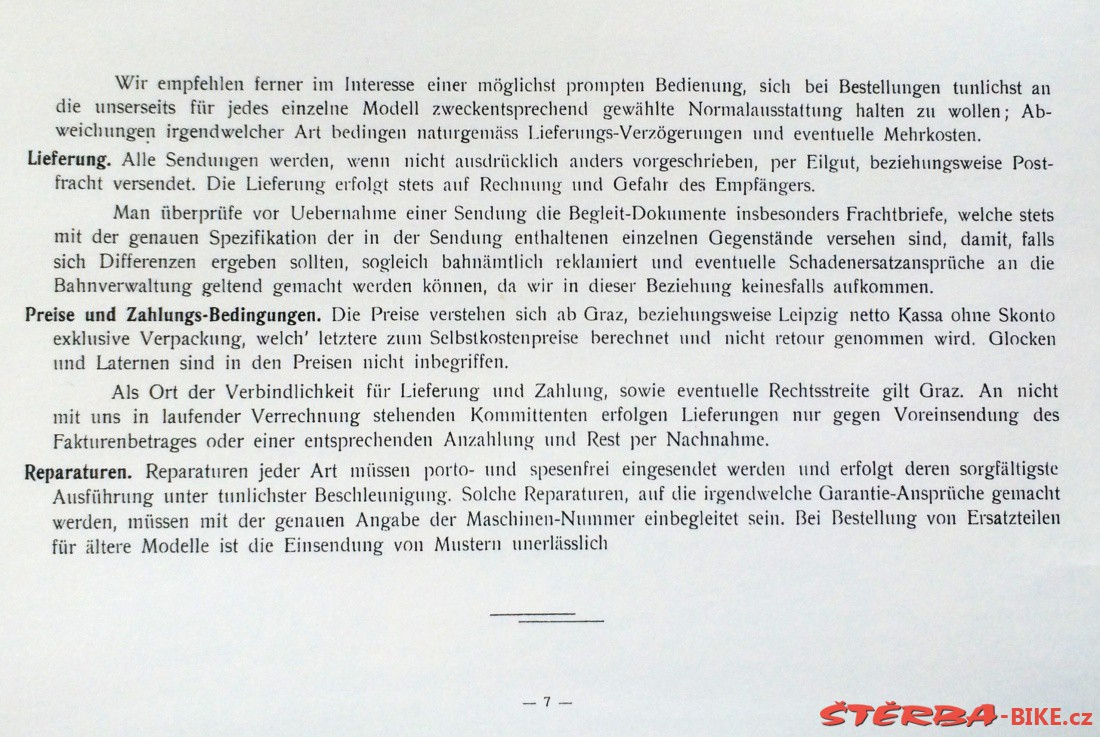 Wir empfehlen ferner im Interesse einer möglichst prompten Bedienung, sich bei Bestellungen tunlichst an
die unserseits für jedes einzelne Modell zweckentsprechend gewählte Normalausstattung halten zu wollen; Ab-
weichungen irgendwelcher Art bedingen naturgemäss Lieferungs-Verzögerungen und eventuelle Mehrkosten.
Lieferung. Alle Sendungen werden, wenn nicht ausdrücklich anders vorgeschrieben, per Eilgut, beziehungsweise Post-
fracht versendet. Die Lieferung erfolgt stets auf Rechnung und Gefahr des Empfängers.
Man überprüfe vor Uebernahme einer Sendung die Begleit-Dokumente insbesonders Frachtbriefe, welche stets
mit der genauen Spezifikation der in der Sendung enthaltenen einzelnen Gegenstände versehen sind, damit, falls
sich Differenzen ergeben sollten, sogleich bahnämtlich reklamiert und eventuelle Schadenersatzansprüche an die
Bahnverwaltung geltend gemacht werden können, da wir in dieser Beziehung keinesfalls aufkommen.
Preise und Zahlungs-Bedingungen. Die Preise verstehen sich ab Graz, beziehungsweise Leipzig netto Kassa ohne Skonto
exklusive Verpackung, welch' letztere zum Selbstkostenpreise berechnet und nicht retour genommen wird. Glocken
und Laternen sind in den Preisen nicht inbegriffen.
Als Ort der Verbindlichkeit für Lieferung und Zahlung, sowie eventuelle Rechtsstreite gilt Graz. An nicht
mit uns in laufender Verrechnung stehenden Kommittenten erfolgen Lieferungen nur gegen Voreinsendung des
Fakturenbetrages oder einer entsprechenden Anzahlung und Rest per Nachnahme.
Reparaturen. Reparaturen jeder Art müssen porto- und spesenfrei eingesendet werden und erfolgt deren sorgfältigste
Ausführung unter tunlichster Beschleunigung. Solche Reparaturen, auf die irgendwelche Garantie-Ansprüche gemacht
werden, müssen mit der genauen Angabe der Maschinen-Nummer einbegleitet sein. Bei Bestellung von Ersatzteilen
für ältere Modelle ist die Einsendung von Mustern unerlässlich
— 7 —
ŠTĚRBA-BIKE.cz